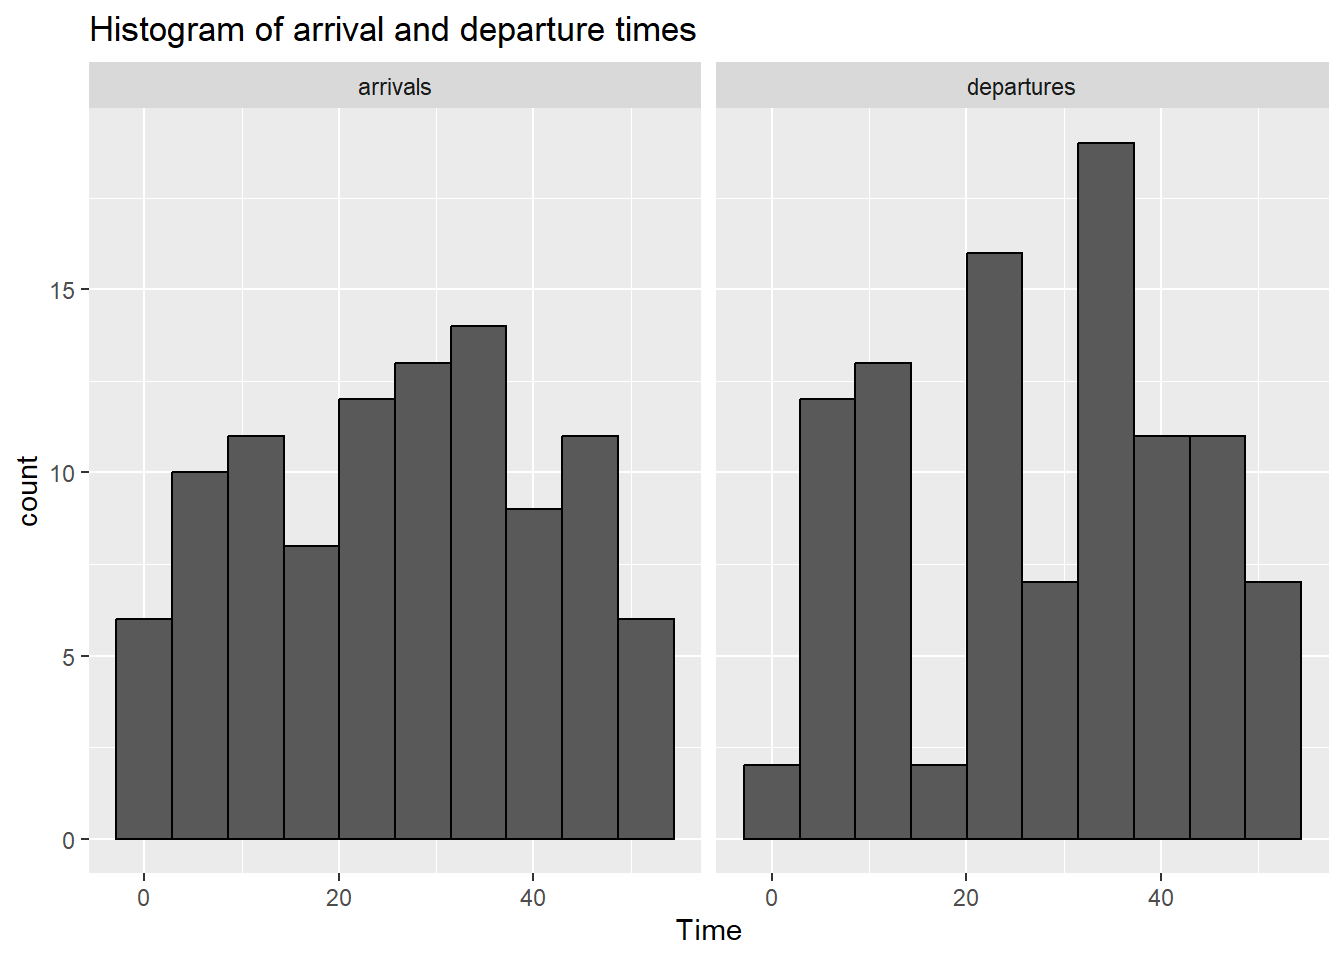 Histogram of arrival and departure times
arrivals
departures
count
15
10
5
0
0 20 40
0 20 40
Time